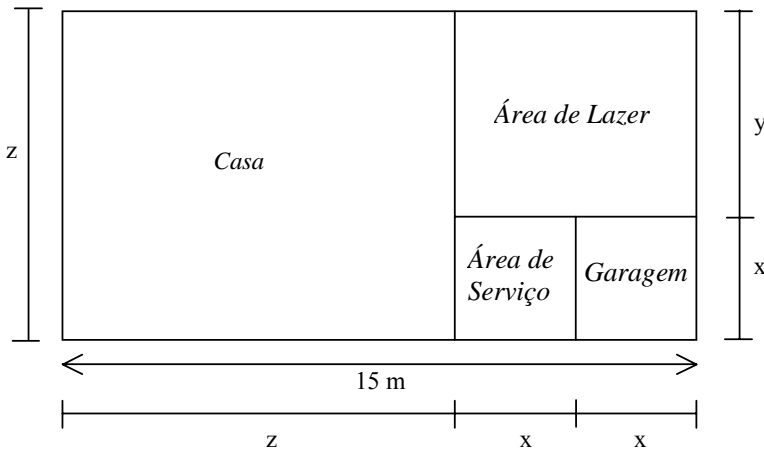 Área de Lazer
y
z
Casa
Área de
Serviço
Garagem
x
15 m
z
x
x